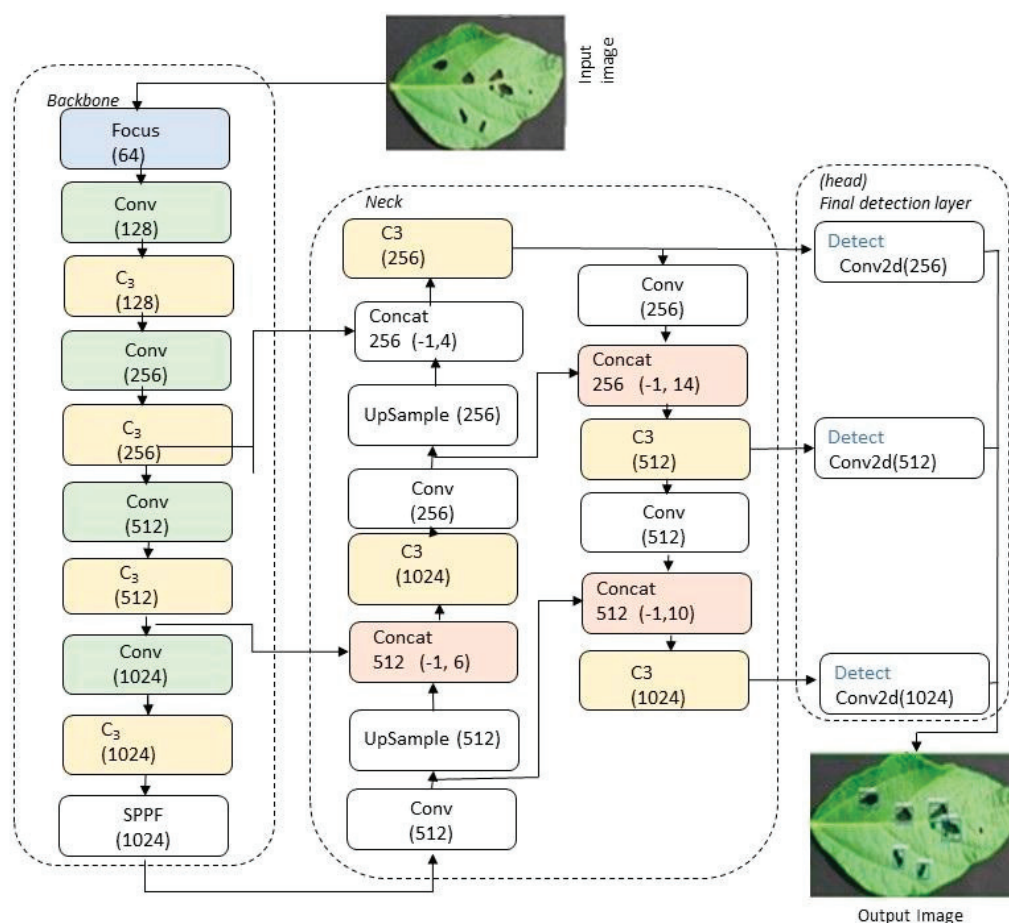 Input
image
Backbone
Focus
(64)
Conv
(128)
C₃
(128)
Conv
(256)
C₃
(256)
Conv
(512)
C₃
(512)
Conv
(1024)
C₃
(1024)
SPPF
(1024)
Neck
C3
(256)
Concat
256 (-1,4)
UpSample (256)
Conv
(256)
C3
(1024)
Concat
512 (-1, 6)
UpSample (512)
Conv
(512)
Conv
(256)
Concat
256 (-1, 14)
C3
(512)
Conv
(512)
Concat
512 (-1,10)
C3
(1024)
(head)
Final detection layer
Detect
Conv2d(256)
Detect
Conv2d(512)
Detect
Conv2d(1024)
Output Image